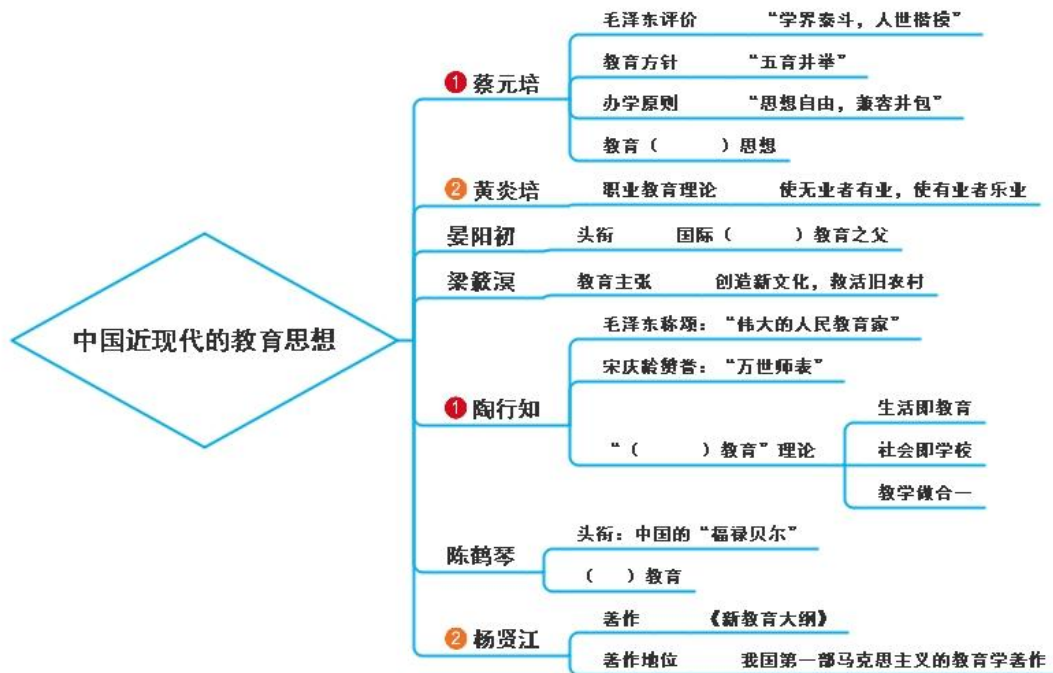 毛泽东评价 “学界泰斗，人世楷模”
教育方针 “五育并举”
❶ 蔡元培
办学原则 “思想自由，兼容并包”
教育（ ）思想
❷ 黄炎培 职业教育理论 使无业者有业，使有业者乐业
晏阳初 头衔 国际（ ）教育之父
梁簌溟 教育主张 创造新文化，救活旧农村
中国近现代的教育思想
毛泽东称颂：“伟大的人民教育家”
宋庆龄赞誉：“万世师表”
❶ 陶行知
生活即教育
“（ ）教育”理论 社会即学校
教学做合一
头衔：中国的“福禄贝尔”
陈鹤琴
（ ）教育
著作 《新教育大纲》
❷ 杨贤江
著作地位 我国第一部马克思主义的教育学著作